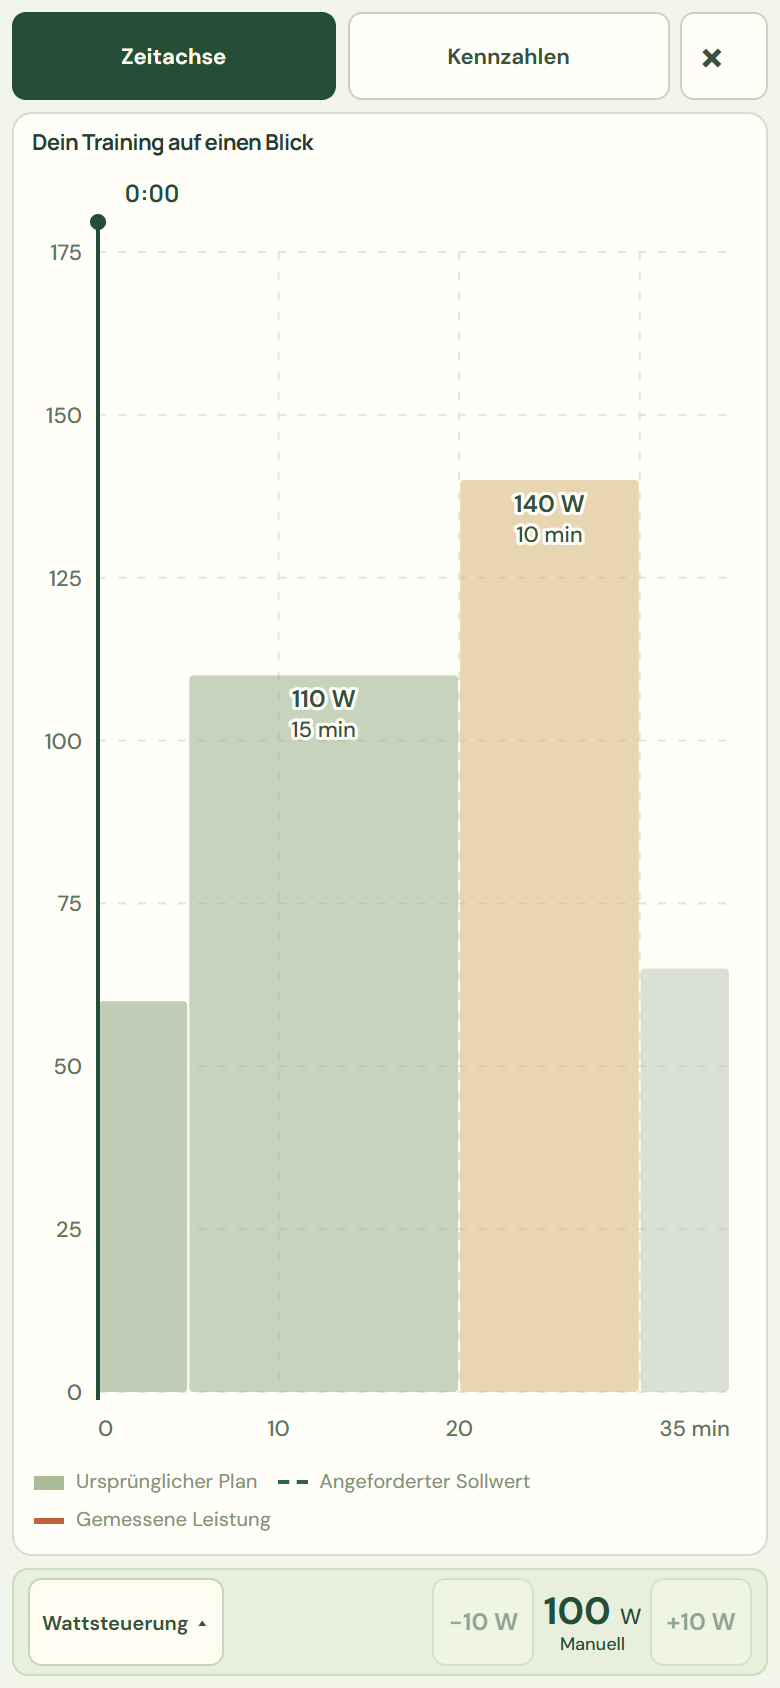 Zeitachse
Kennzahlen
×
Dein Training auf einen Blick
0:00
175
150
125
100
75
50
25
0
140 W
10 min
110 W
15 min
0 10 20 35 min
Ursprünglicher Plan
Angeforderter Sollwert
Gemessene Leistung
Wattsteuerung ▲
-10 W
100 W
Manuell
+10 W